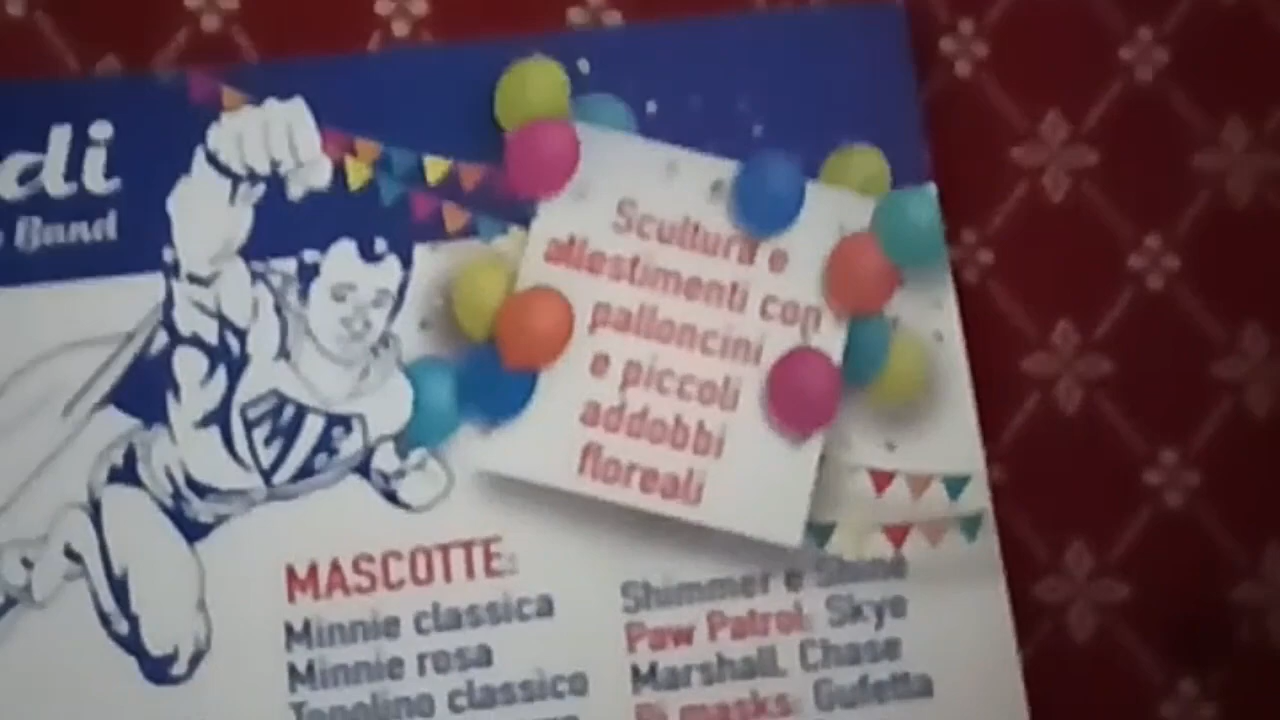 di
Band
Scultura e
allestimenti con
palloncini
e piccoli
addobbi
floreali
MASCOTTE:
Minnie classica
Minnie rosa
Topolino classico
Shimmer e Shine
Paw Patrol: Skye
Marshall, Chase
Pj masks: Gufetta